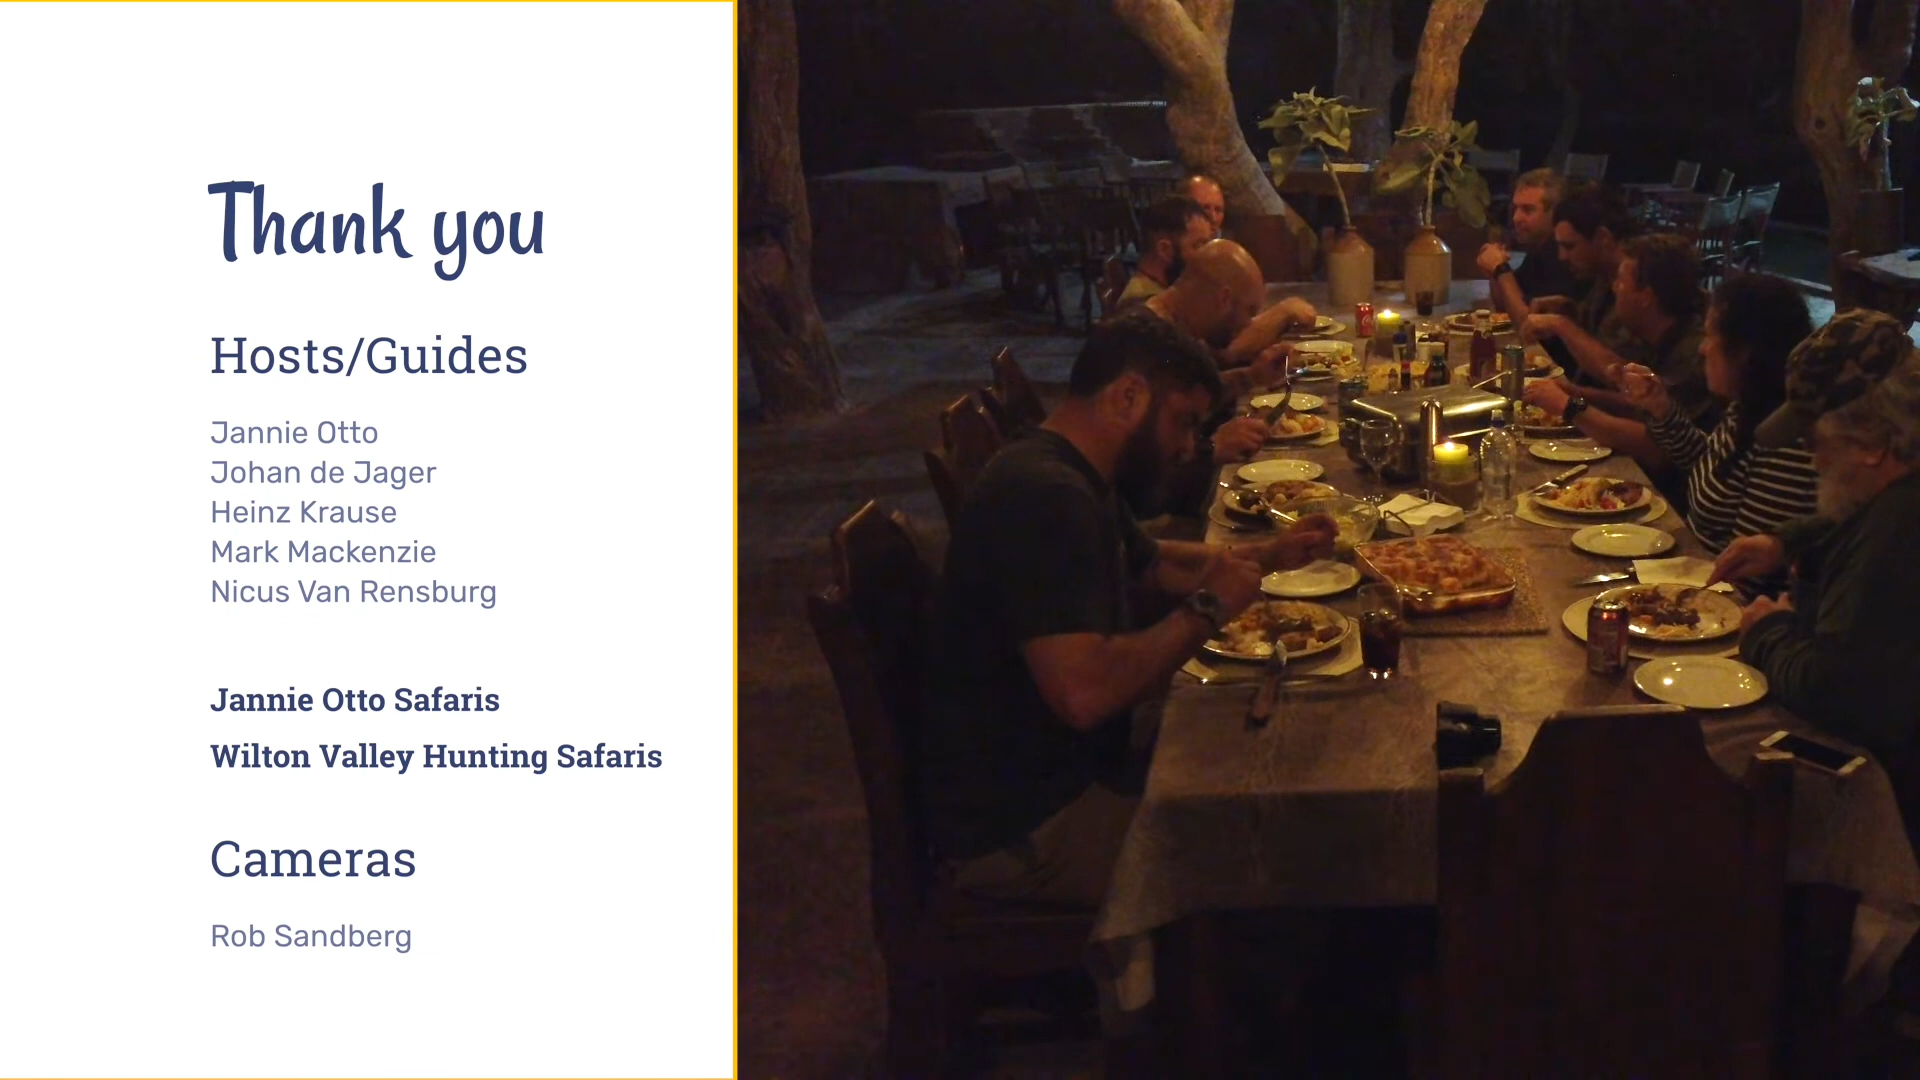 Thank you
Hosts/Guides
Jannie Otto
Johan de Jager
Heinz Krause
Mark Mackenzie
Nicus Van Rensburg
Jannie Otto Safaris
Wilton Valley Hunting Safaris
Cameras
Rob Sandberg